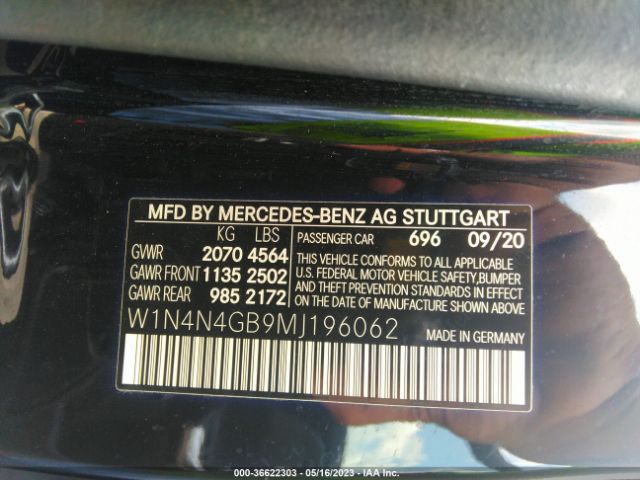 MFD BY MERCEDES-BENZ AG STUTTGART
KG LBS
GVWR 2070 4564
GAWR FRONT 1135 2502
GAWR REAR 985 2172
PASSENGER CAR 696 09/20
THIS VEHICLE CONFORMS TO ALL APPLICABLE
U.S. FEDERAL MOTOR VEHICLE SAFETY,BUMPER
AND THEFT PREVENTION STANDARDS IN EFFECT
ON THE DATE OF MANUFACTURE SHOWN ABOVE.
W1N4N4GB9MJ196062 MADE IN GERMANY
000-36622303 - 05/16/2023 - IAA Inc.